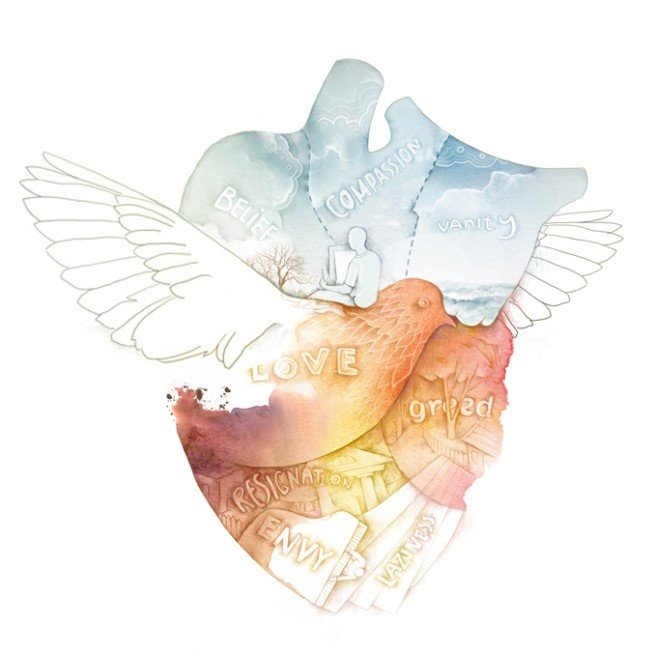 BELIEF
COMPASSION
VANITY
LOVE
greed
RESIGNATION
ENVY
LAZINESS